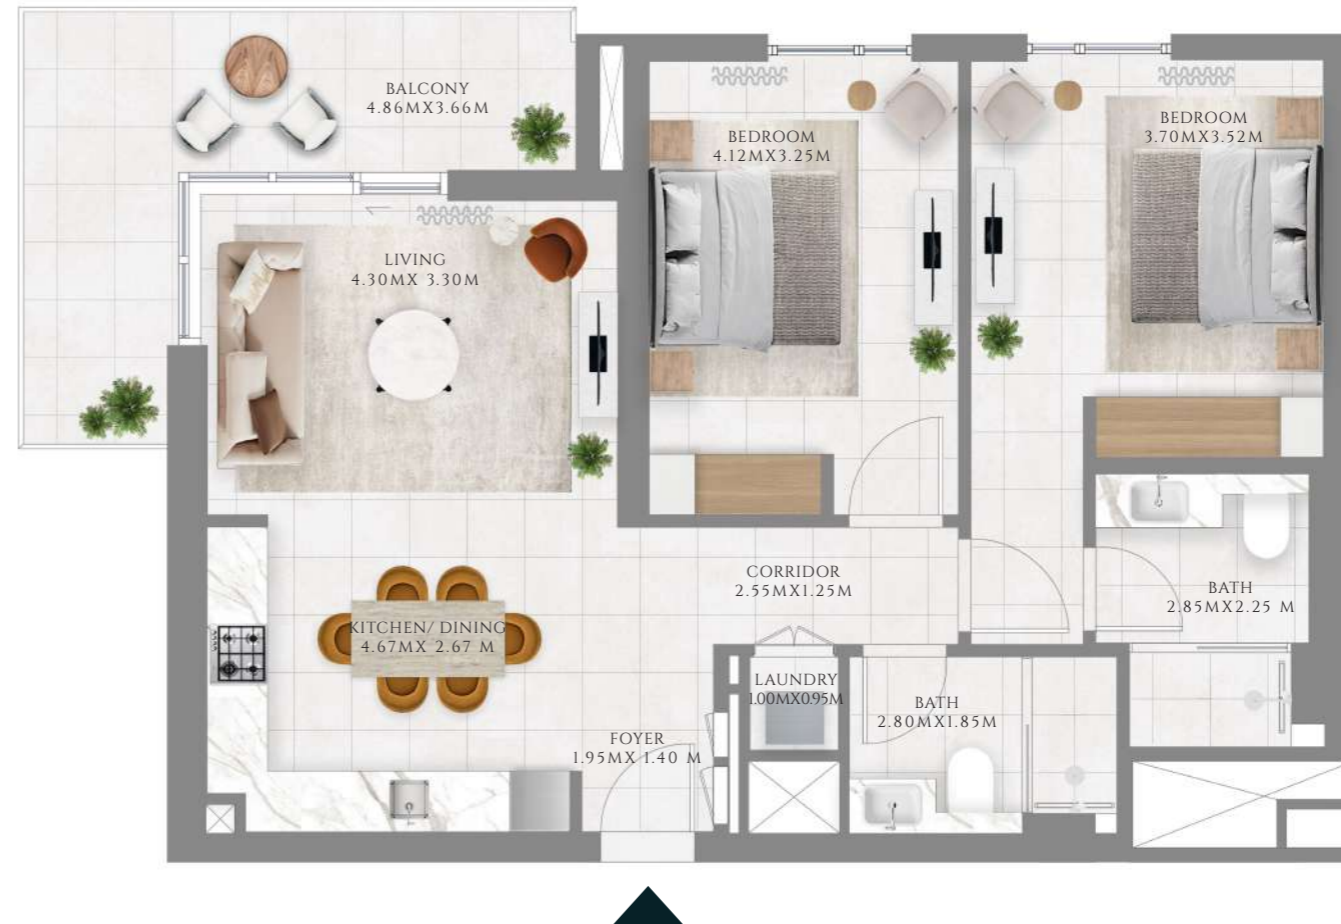 BALCONY
4.86MX3.66M
BEDROOM
4.12MX3.25M
BEDROOM
3.70MX3.52M
LIVING
4.30MX 3.30M
CORRIDOR
2.55MX1.25M
BATH
2.85MX2.25 M
KITCHEN/ DINING
4.67MX 2.67 M
LAUNDRY
1.00MX0.95M
BATH
2.80MX1.85M
FOYER
1.95MX 1.40 M